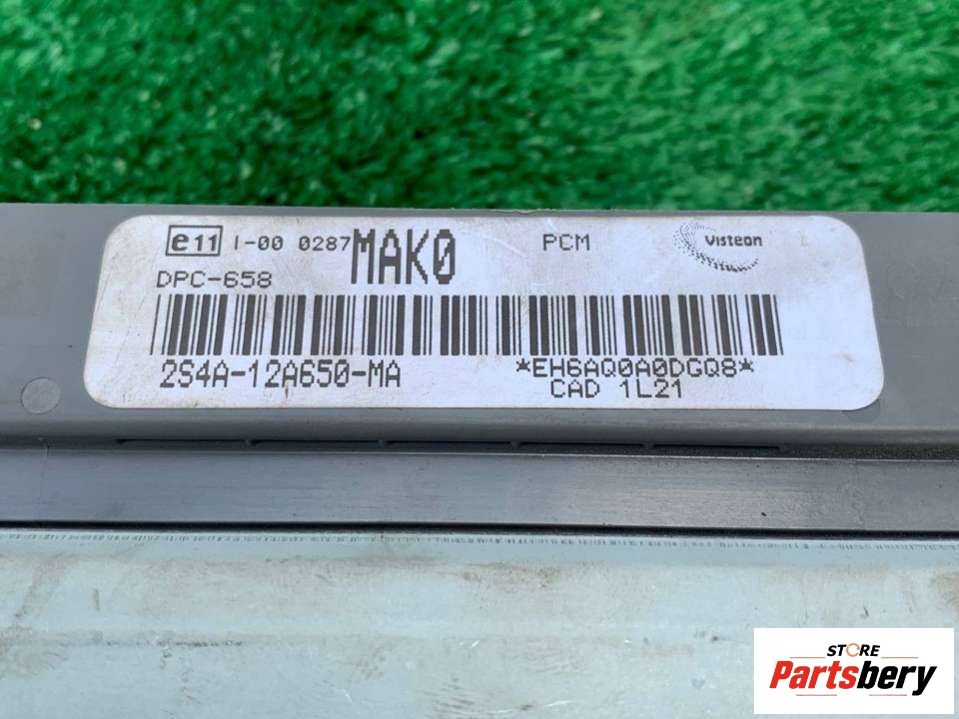 e11 I-00 0287 MAK0 PCM Visteon
DPC-658
2S4A-12A650-MA *EH6AQ0A0DGQ8*
CAD 1L21
STORE
Partsbery